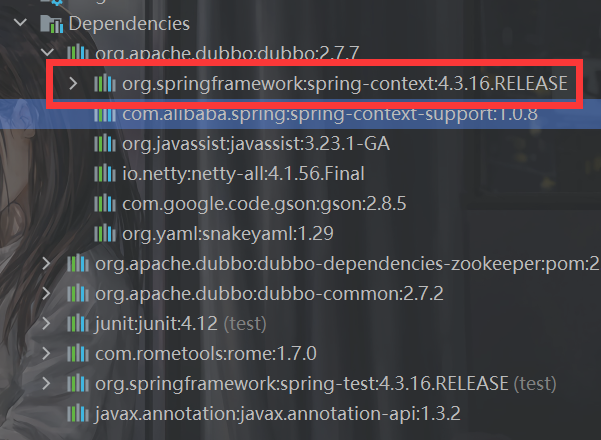 Dependencies
org.apache.dubbo:dubbo:2.7.7
org.springframework:spring-context:4.3.16.RELEASE
com.alibaba.spring:spring-context-support:1.0.8
org.javassist:javassist:3.23.1-GA
io.netty:netty-all:4.1.56.Final
com.google.code.gson:gson:2.8.5
org.yaml:snakeyaml:1.29
org.apache.dubbo:dubbo-dependencies-zookeeper:pom:2
org.apache.dubbo:dubbo-common:2.7.2
junit:junit:4.12 (test)
com.rometools:rome:1.7.0
org.springframework:spring-test:4.3.16.RELEASE (test)
javax.annotation:javax.annotation-api:1.3.2